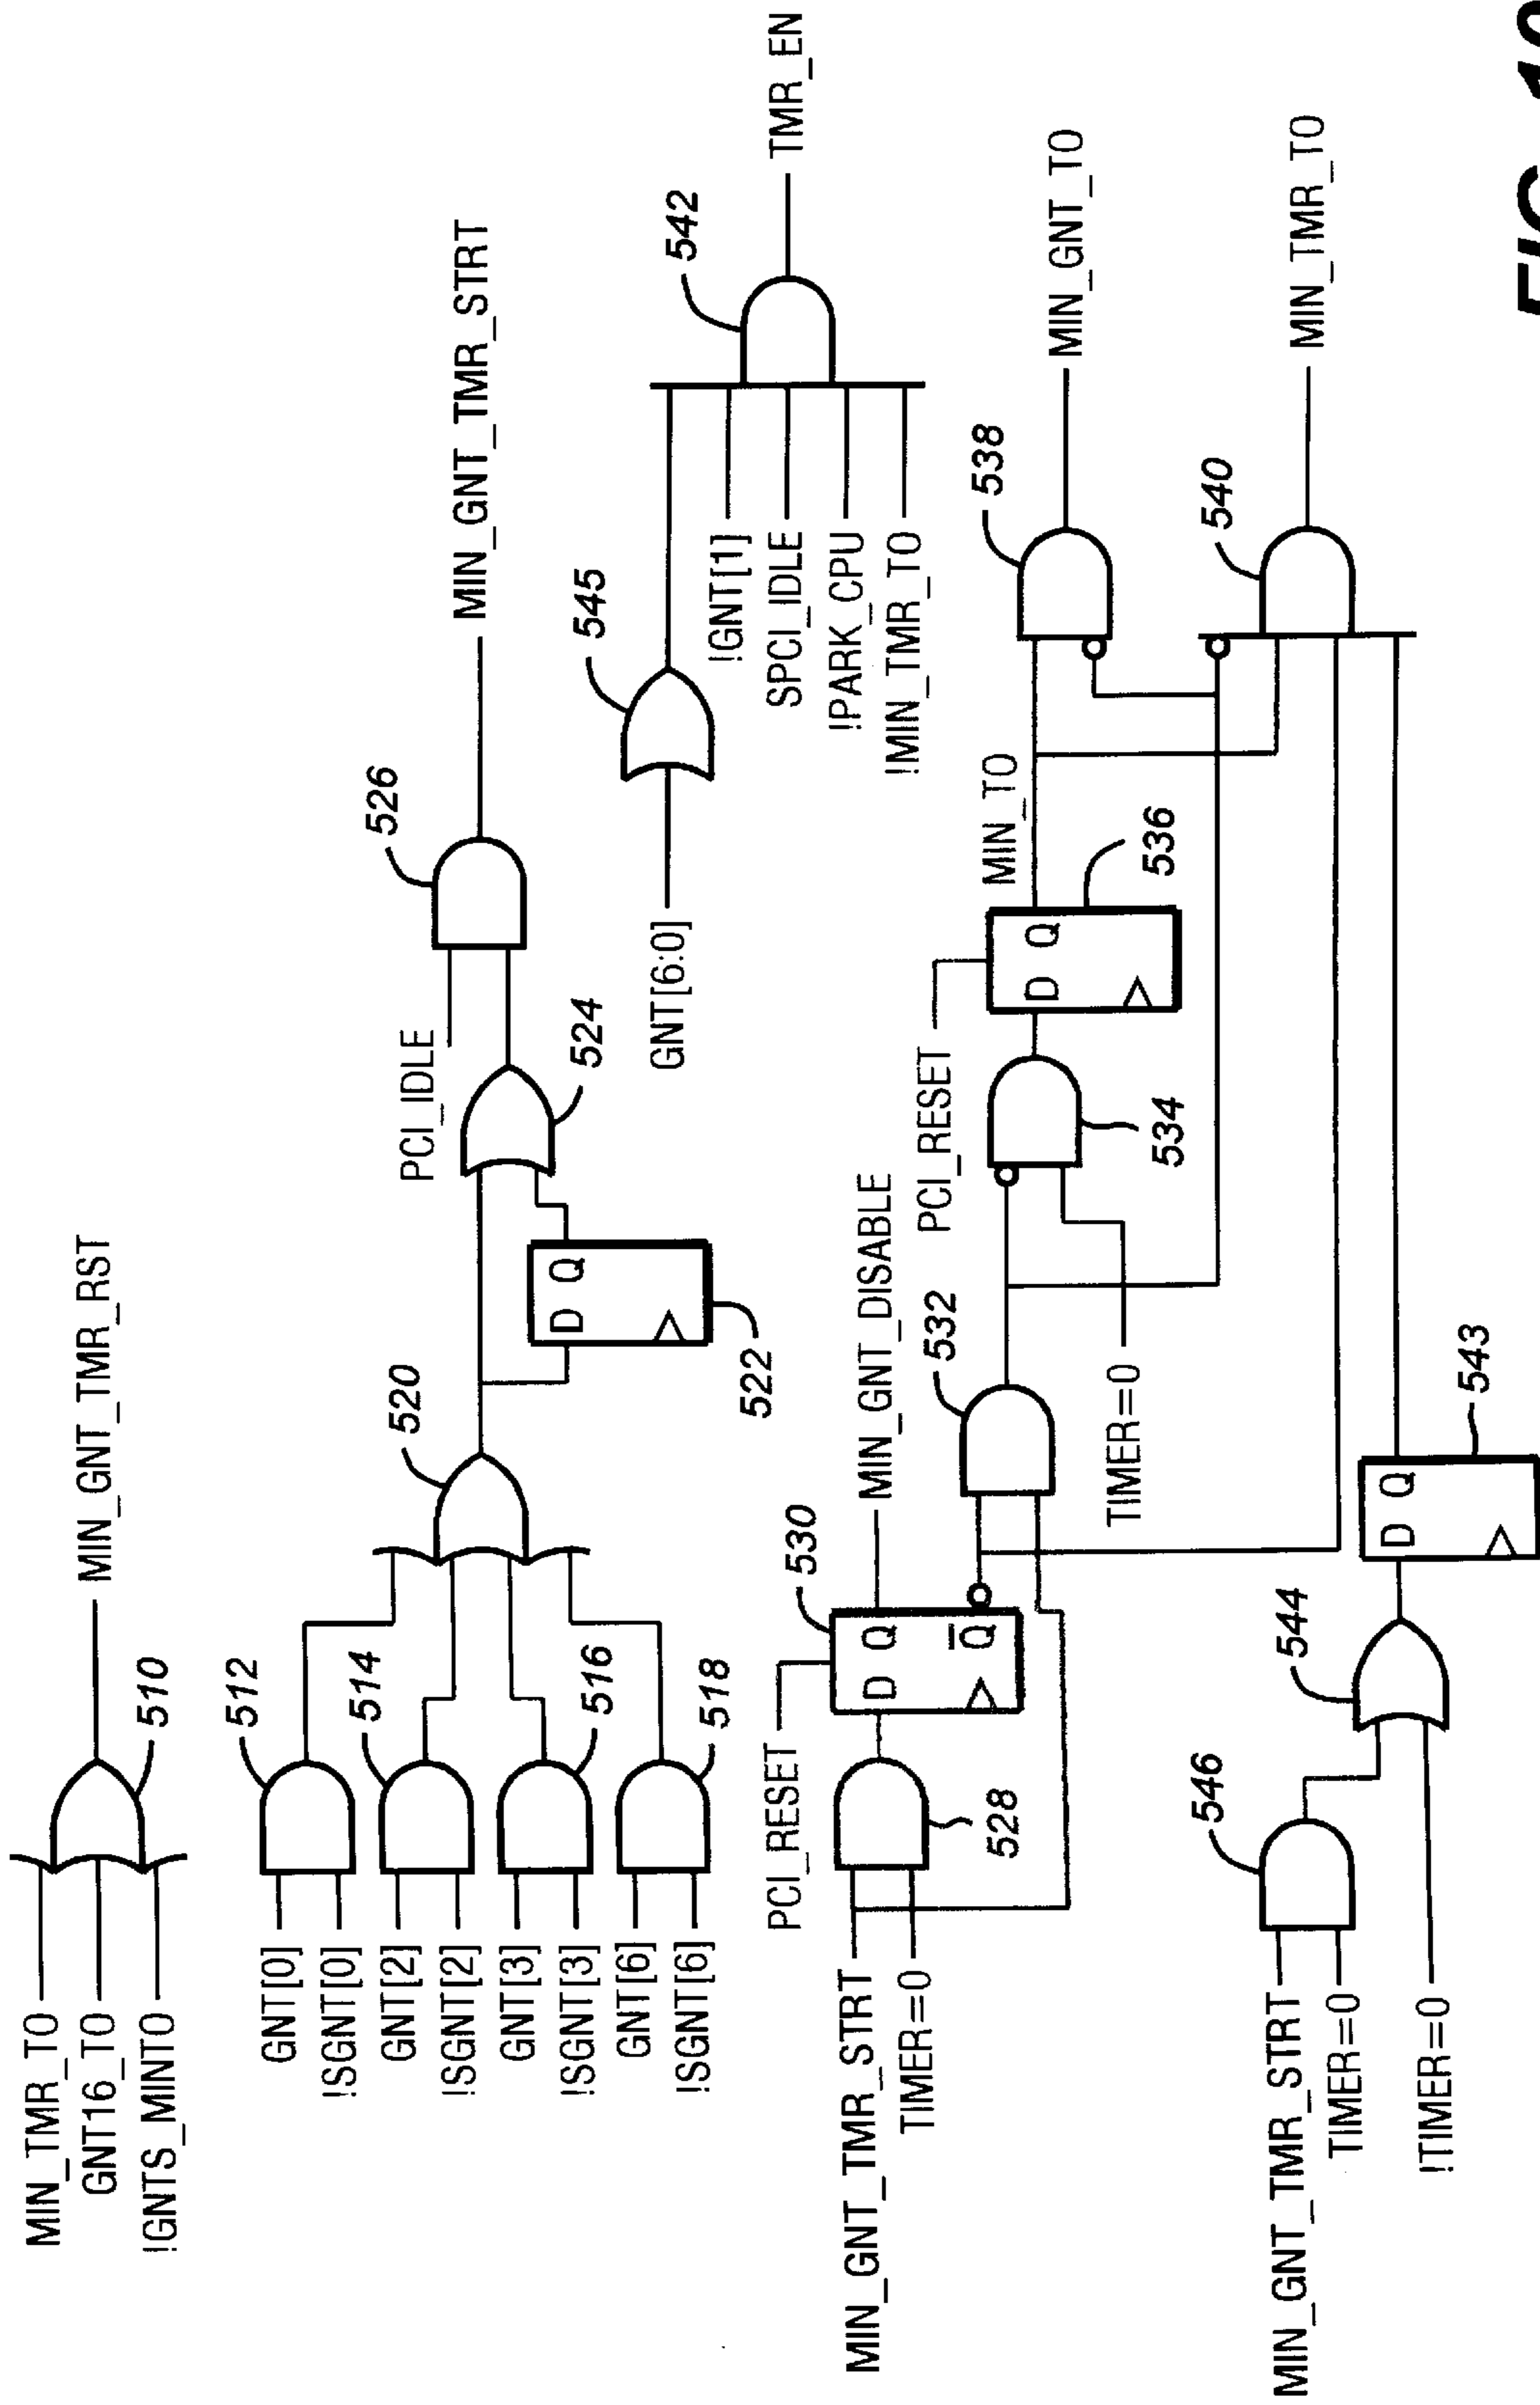 MIN_TMR_TO
GNT16_TO
!GNTS_MINTO
510
MIN_GNT_TMR_RST
GNT[0]
!SGNT[0]
GNT[2]
!SGNT[2]
GNT[3]
!SGNT[3]
GNT[6]
!SGNT[6]
512
514
516
518
520
D Q
522
524
PCI_IDLE
526
MIN_GNT_TMR_STRT
GNT[6:0]
545
!GNT[1]
SPCI_IDLE
!PARK_CPU
!MIN_TMR_TO
542
TMR_EN
MIN_GNT_TMR_STRT
TIMER=0
528
PCI_RESET
D Q
Q̅
530
MIN_GNT_DISABLE
532
TIMER=0
534
PCI_RESET
D Q
536
MIN_TO
538
MIN_GNT_TO
540
MIN_TMR_TO
MIN_GNT_TMR_STRT
TIMER=0
!TIMER=0
546
544
D Q
543